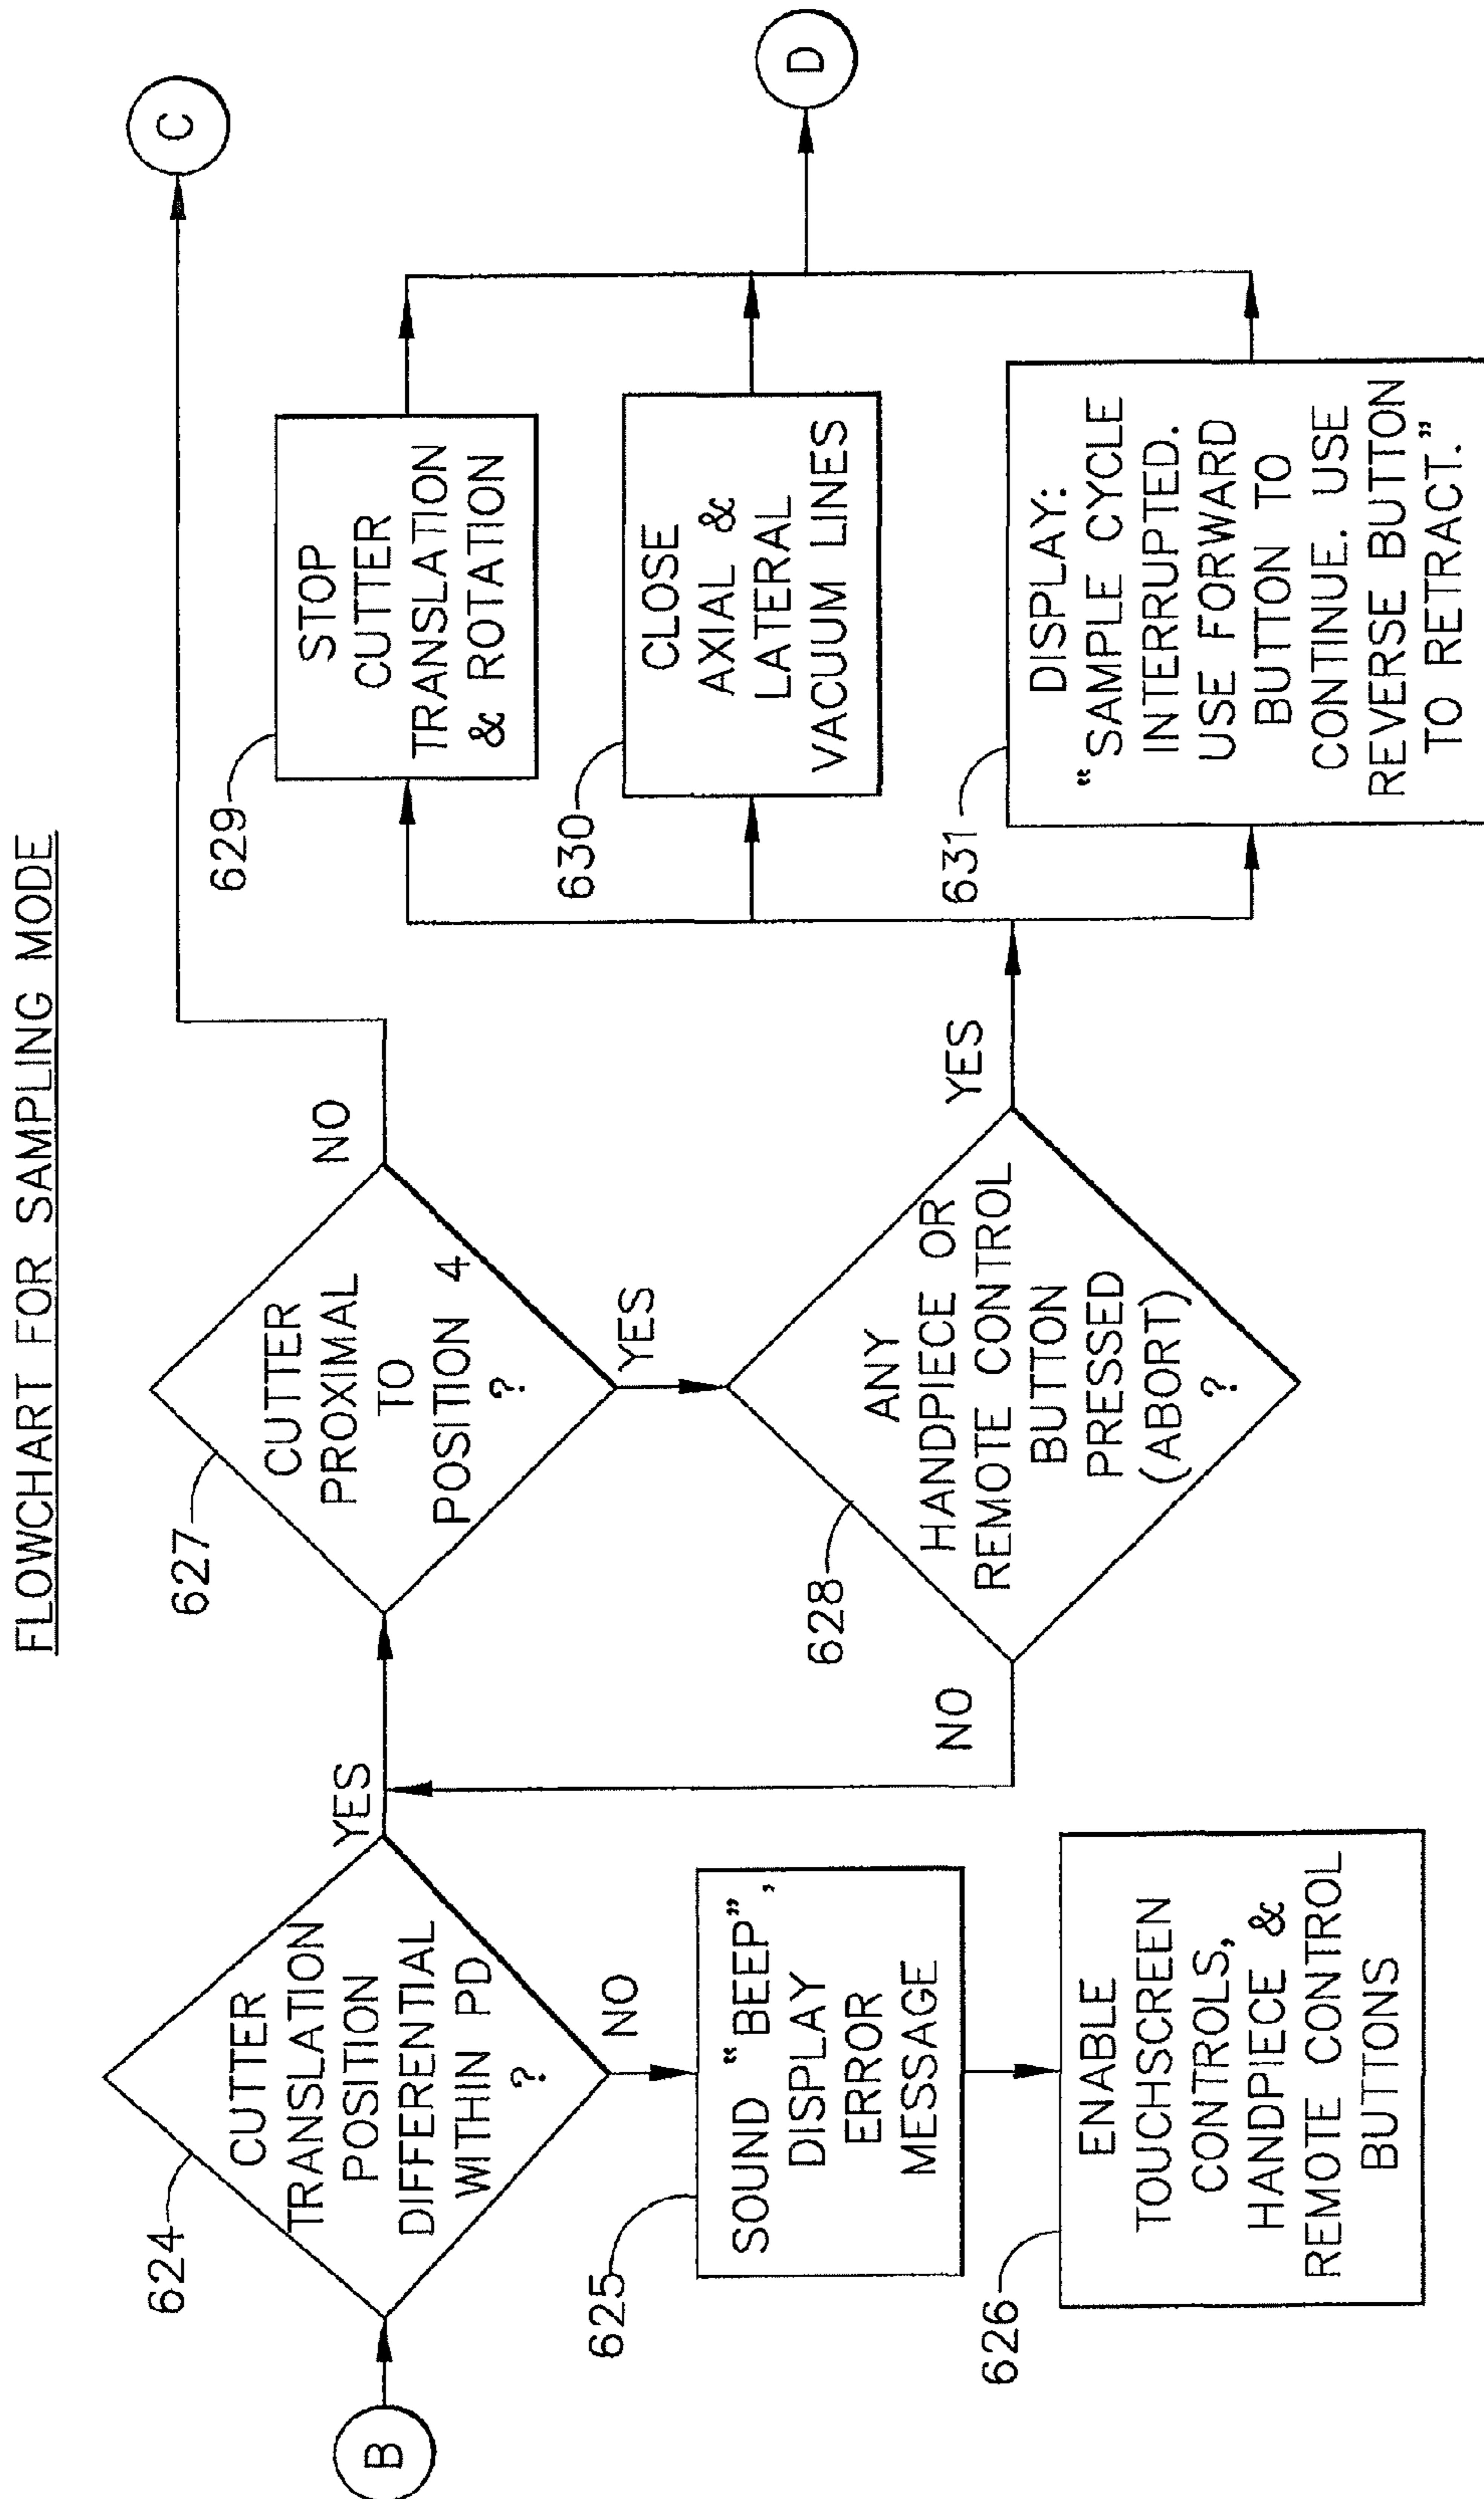 FLOWCHART FOR SAMPLING MODE
B
624
CUTTER
TRANSLATION
POSITION
DIFFERENTIAL
WITHIN PD
?
YES
NO
625
SOUND “BEEP”,
DISPLAY
ERROR
MESSAGE
626
ENABLE
TOUCHSCREEN
CONTROLS,
HANDPIECE &
REMOTE CONTROL
BUTTONS
627
CUTTER
PROXIMAL
TO
POSITION 4
?
NO
C
YES
628
ANY
HANDPIECE OR
REMOTE CONTROL
BUTTON
PRESSED
(ABORT)
?
NO
YES
629
STOP
CUTTER
TRANSLATION
& ROTATION
630
CLOSE
AXIAL &
LATERAL
VACUUM LINES
631
DISPLAY:
“SAMPLE CYCLE
INTERRUPTED.
USE FORWARD
BUTTON TO
CONTINUE. USE
REVERSE BUTTON
TO RETRACT.”
D